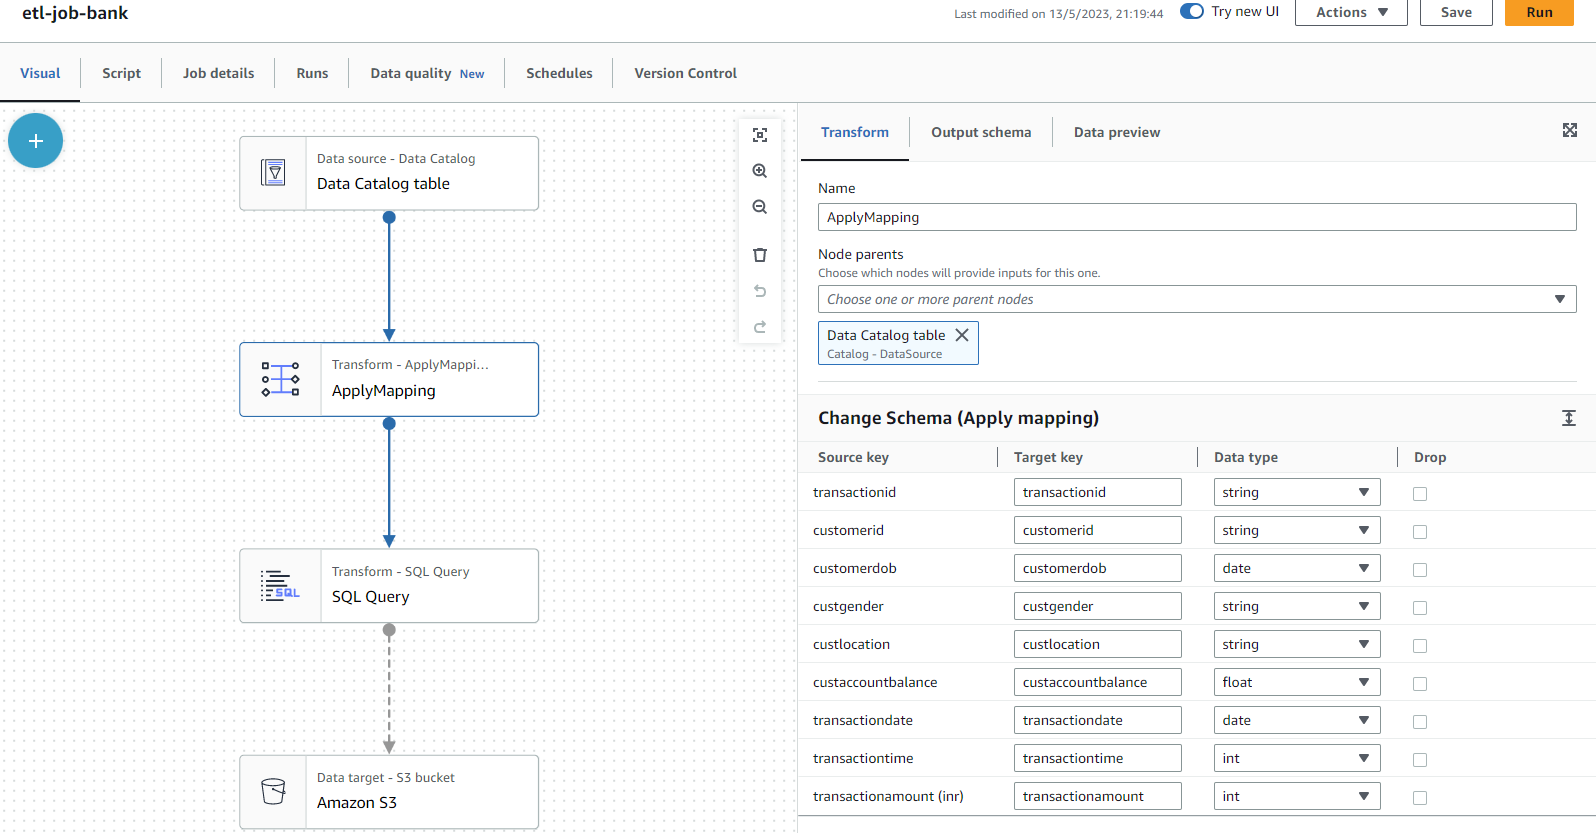 etl-job-bank
Last modified on 13/5/2023, 21:19:44
Try new UI
Actions
Save
Run
Visual
Script
Job details
Runs
Data quality New
Schedules
Version Control
Data source - Data Catalog
Data Catalog table
Transform - ApplyMappi...
ApplyMapping
Transform - SQL Query
SQL
SQL Query
Data target - S3 bucket
Amazon S3
Transform
Output schema
Data preview
Name
ApplyMapping
Node parents
Choose which nodes will provide inputs for this one.
Choose one or more parent nodes
Data Catalog table
Catalog - DataSource
Change Schema (Apply mapping)
Source key Target key Data type Drop
transactionid transactionid string
customerid customerid string
customerdob customerdob date
custgender custgender string
custlocation custlocation string
custaccountbalance custaccountbalance float
transactiondate transactiondate date
transactiontime transactiontime int
transactionamount (inr) transactionamount int